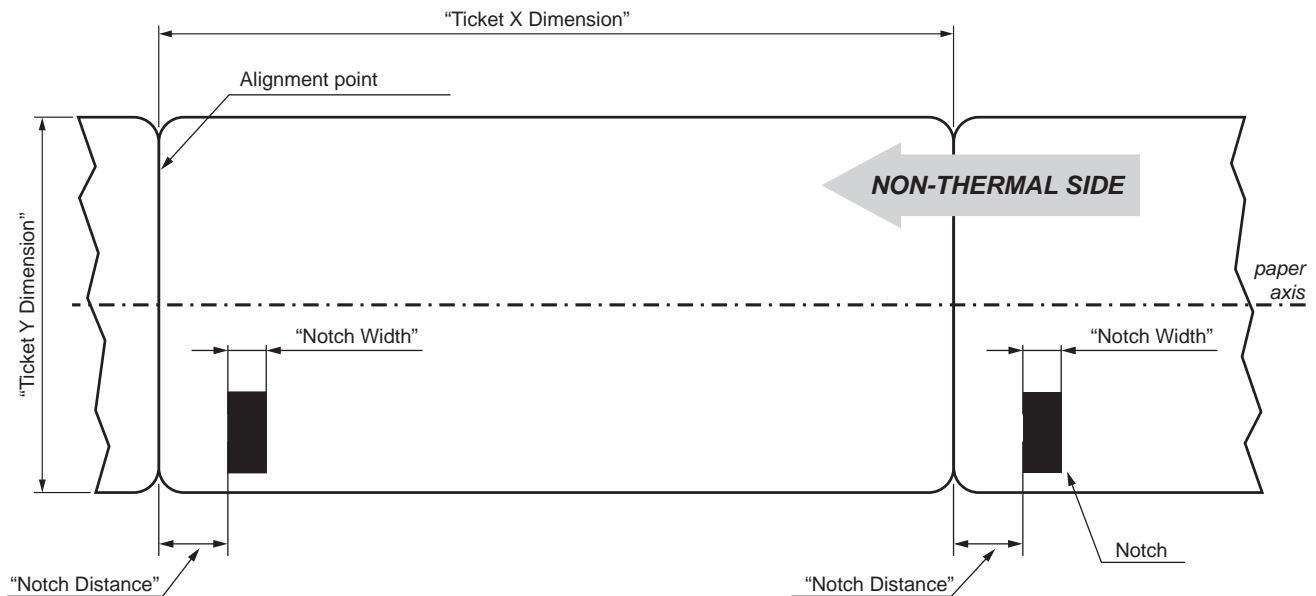 “Ticket X Dimension”
Alignment point
NON-THERMAL SIDE
“Ticket Y Dimension”
paper
axis
“Notch Width”
“Notch Width”
Notch
“Notch Distance”
“Notch Distance”